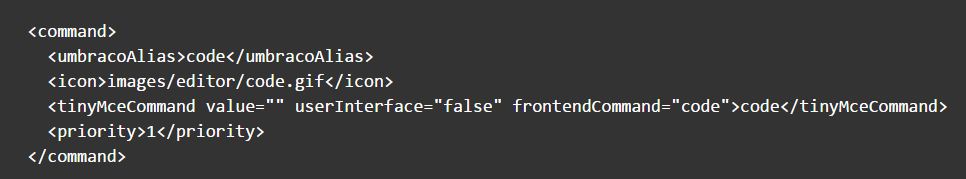 <command>
<umbracoAlias>code</umbracoAlias>
<icon>images/editor/code.gif</icon>
<tinyMceCommand value="" userInterface="false" frontendCommand="code">code</tinyMceCommand>
<priority>1</priority>
</command>